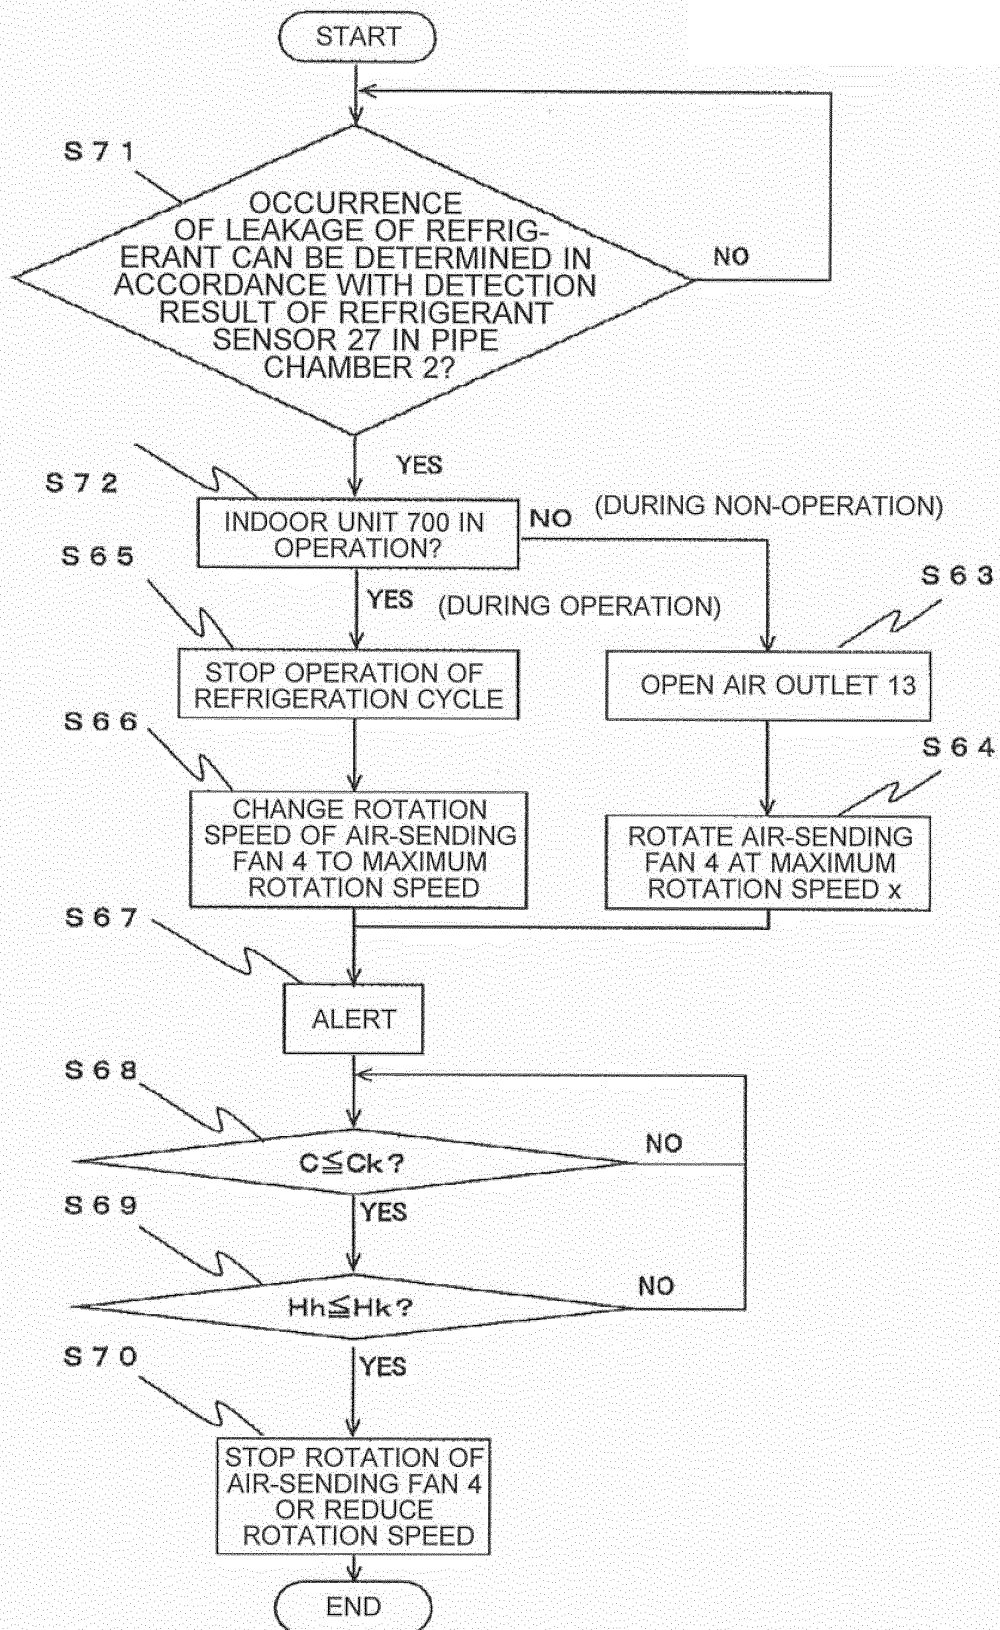 START
S71
OCCURRENCE
OF LEAKAGE OF REFRIG-
ERANT CAN BE DETERMINED IN
ACCORDANCE WITH DETECTION
RESULT OF REFRIGERANT
SENSOR 27 IN PIPE
CHAMBER 2?
NO
YES
S72
INDOOR UNIT 700 IN
OPERATION?
NO
(DURING NON-OPERATION)
S65
YES
(DURING OPERATION)
S63
STOP OPERATION OF
REFRIGERATION CYCLE
OPEN AIR OUTLET 13
S66
S64
CHANGE ROTATION
SPEED OF AIR-SENDING
FAN 4 TO MAXIMUM
ROTATION SPEED
ROTATE AIR-SENDING
FAN 4 AT MAXIMUM
ROTATION SPEED x
S67
ALERT
S68
C≦Ck?
NO
YES
S69
Hh≦Hk?
NO
YES
S70
STOP ROTATION OF
AIR-SENDING FAN 4
OR REDUCE
ROTATION SPEED
END